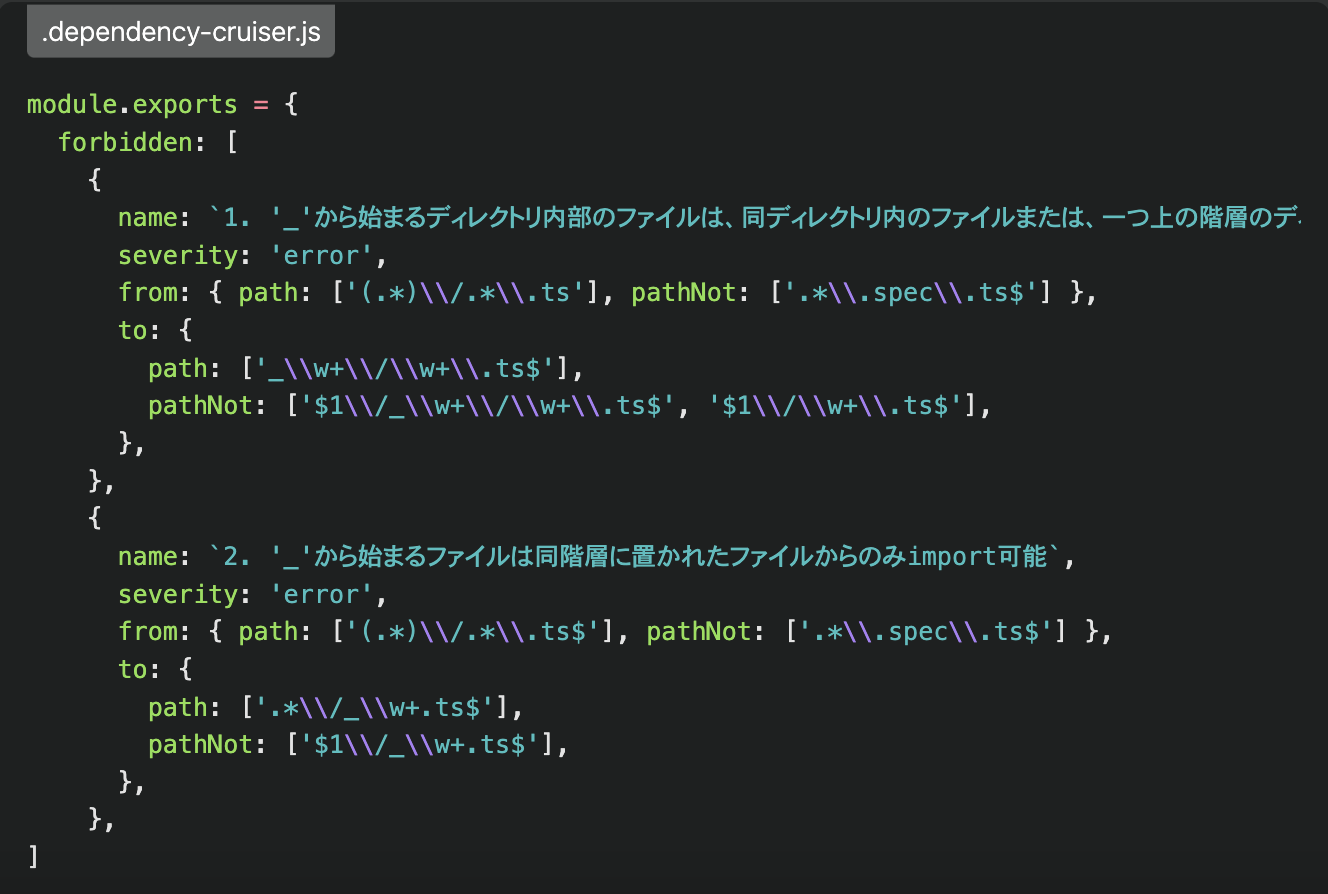 .dependency-cruiser.js
module.exports = {
  forbidden: [
    {
      name: `1. '_'から始まるディレクトリ内部のファイルは、同ディレクトリ内のファイルまたは、一つ上の階層のデ
      severity: 'error',
      from: { path: ['(.*)\\/.*\\.ts'], pathNot: ['.*\\.spec\\.ts$'] },
      to: {
        path: ['_\\w+\\/\\w+\\.ts$'],
        pathNot: ['$1\\/_\\w+\\/\\w+\\.ts$', '$1\\/\\w+\\.ts$'],
      },
    },
    {
      name: `2. '_'から始まるファイルは同階層に置かれたファイルからのみimport可能`,
      severity: 'error',
      from: { path: ['(.*)\\/.*\\.ts$'], pathNot: ['.*\\.spec\\.ts$'] },
      to: {
        path: ['.*\\/_\\w+.ts$'],
        pathNot: ['$1\\/_\\w+.ts$'],
      },
    },
]